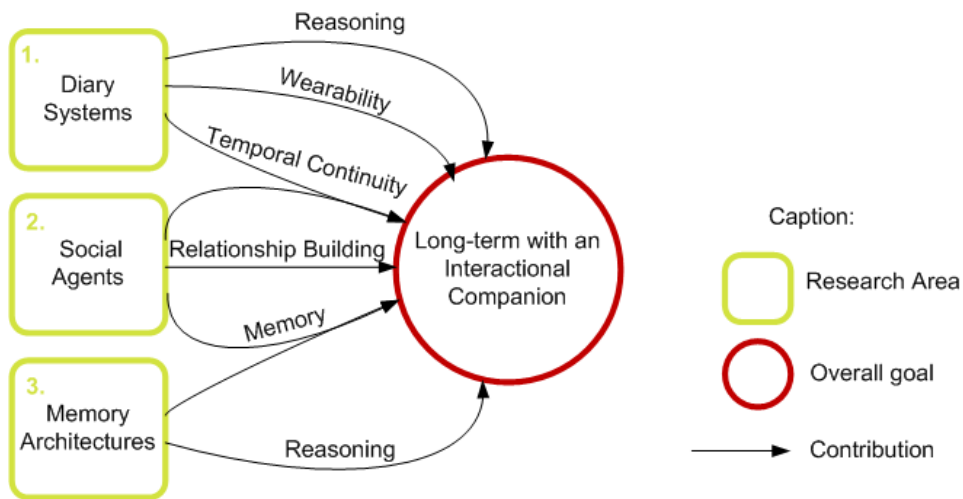 1.
Diary
Systems
Reasoning
Wearability
Temporal Continuity
2.
Social
Agents
Relationship Building
Memory
3.
Memory
Architectures
Reasoning
Long-term with an
Interactional
Companion
Caption:
Research Area
Overall goal
Contribution